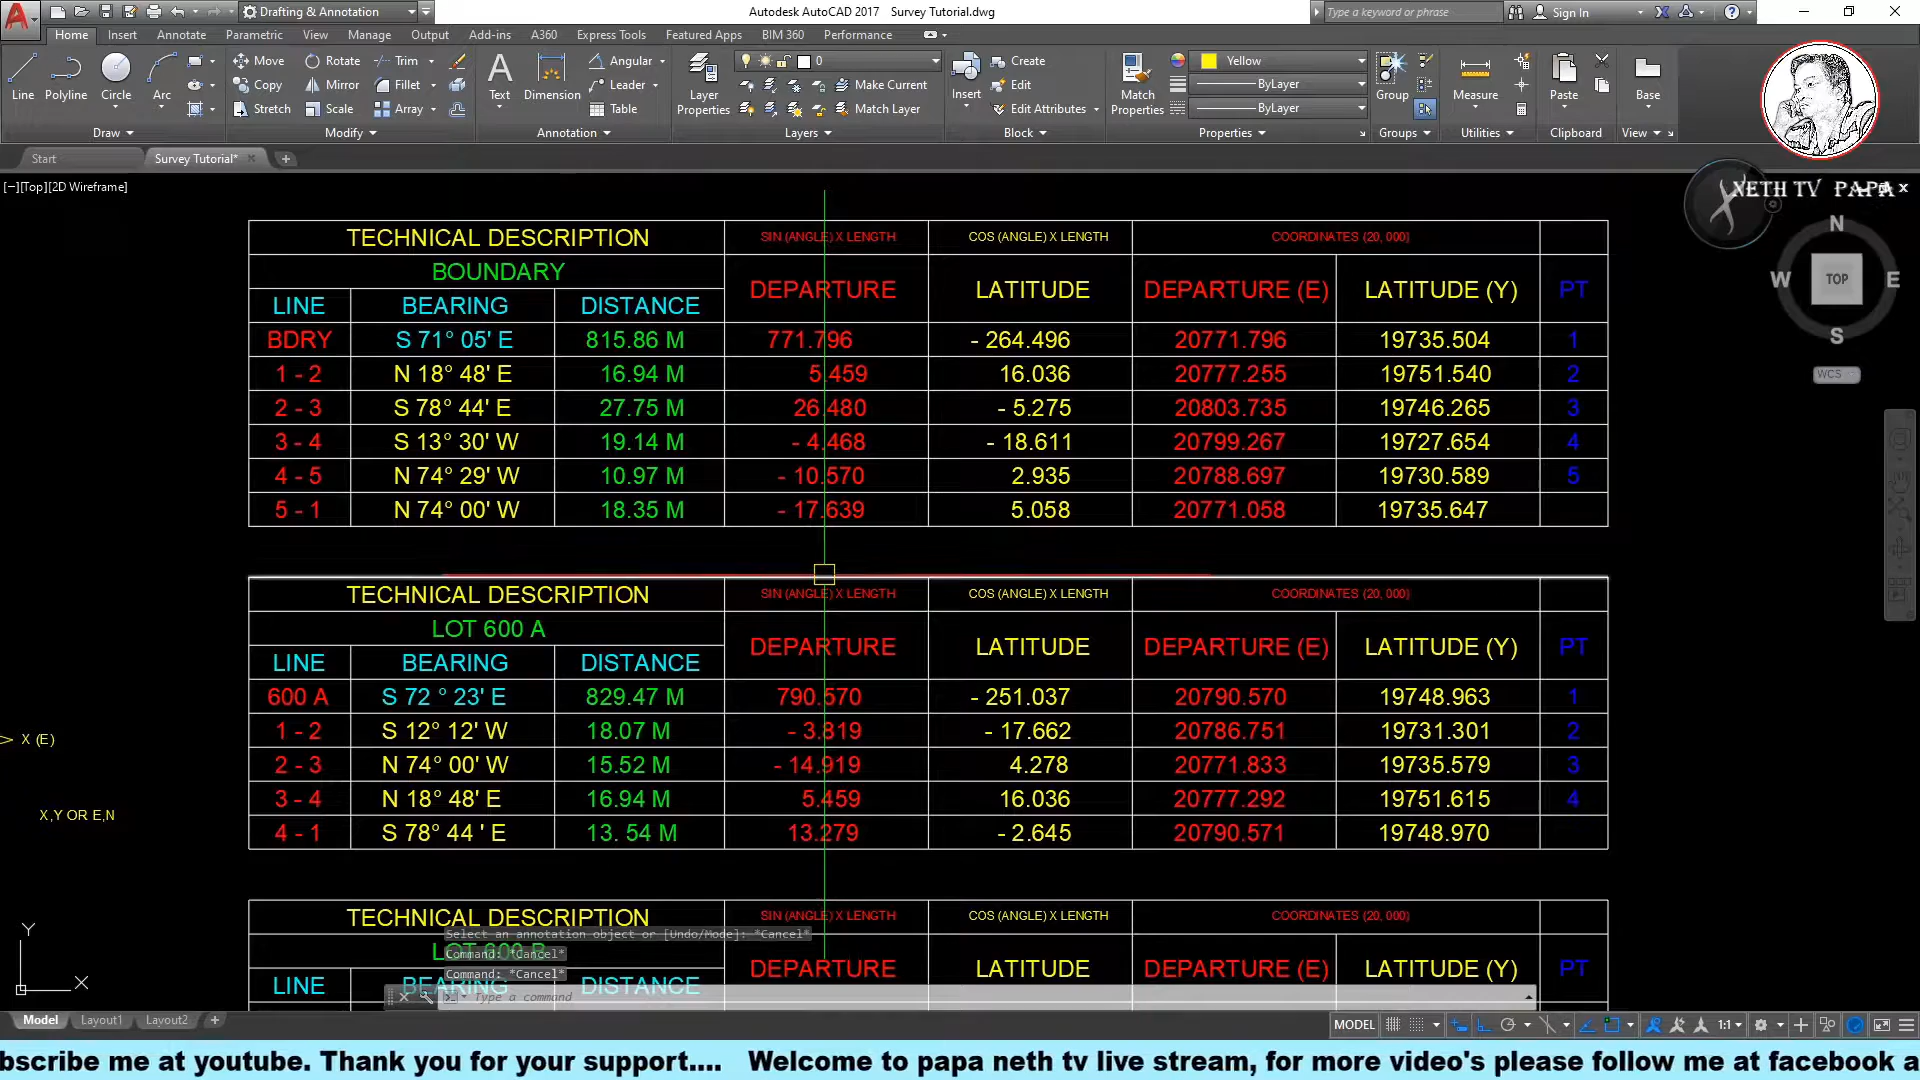 Drafting & Annotation
Autodesk AutoCAD 2017 Survey Tutorial.dwg
Type a keyword or phrase
Sign In
Home Insert Annotate Parametric View Manage Output Add-ins A360 Express Tools Featured Apps BIM 360 Performance
Line Polyline Circle Arc
Draw
Move Rotate Trim
Copy Mirror Fillet
Stretch Scale Array
Modify
Text Dimension
Angular
Leader
Table
Annotation
Layer Properties
0
Make Current
Match Layer
Layers
Insert
Create
Edit
Edit Attributes
Block
Match Properties
Yellow
ByLayer
ByLayer
Properties
Group
Groups
Measure
Utilities
Paste
Clipboard
Base
View
Start Survey Tutorial*
[−][Top][2D Wireframe]
NETH TV PAPA
N
W TOP E
S
WCS
TECHNICAL DESCRIPTION SIN (ANGLE) X LENGTH COS (ANGLE) X LENGTH COORDINATES (20, 000)
BOUNDARY DEPARTURE LATITUDE DEPARTURE (E) LATITUDE (Y) PT
LINE BEARING DISTANCE
BDRY S 71° 05' E 815.86 M 771.796 - 264.496 20771.796 19735.504 1
1 - 2 N 18° 48' E 16.94 M 5.459 16.036 20777.255 19751.540 2
2 - 3 S 78° 44' E 27.75 M 26.480 - 5.275 20803.735 19746.265 3
3 - 4 S 13° 30' W 19.14 M - 4.468 - 18.611 20799.267 19727.654 4
4 - 5 N 74° 29' W 10.97 M - 10.570 2.935 20788.697 19730.589 5
5 - 1 N 74° 00' W 18.35 M - 17.639 5.058 20771.058 19735.647
TECHNICAL DESCRIPTION SIN (ANGLE) X LENGTH COS (ANGLE) X LENGTH COORDINATES (20, 000)
LOT 600 A DEPARTURE LATITUDE DEPARTURE (E) LATITUDE (Y) PT
LINE BEARING DISTANCE
600 A S 72 ° 23' E 829.47 M 790.570 - 251.037 20790.570 19748.963 1
1 - 2 S 12° 12' W 18.07 M - 3.819 - 17.662 20786.751 19731.301 2
2 - 3 N 74° 00' W 15.52 M - 14.919 4.278 20771.833 19735.579 3
3 - 4 N 18° 48' E 16.94 M 5.459 16.036 20777.292 19751.615 4
4 - 1 S 78° 44 ' E 13. 54 M 13.279 - 2.645 20790.571 19748.970
X (E)
X,Y OR E,N
TECHNICAL DESCRIPTION SIN (ANGLE) X LENGTH COS (ANGLE) X LENGTH COORDINATES (20, 000)
LOT 600 B DEPARTURE LATITUDE DEPARTURE (E) LATITUDE (Y) PT
LINE BEARING DISTANCE
Select an annotation object or [Undo/Mode]: *Cancel*
Command: *Cancel*
Command: *Cancel*
Type a command
Y
X
Model Layout1 Layout2
MODEL 1:1
bscribe me at youtube. Thank you for your support.... Welcome to papa neth tv live stream, for more video's please follow me at facebook a